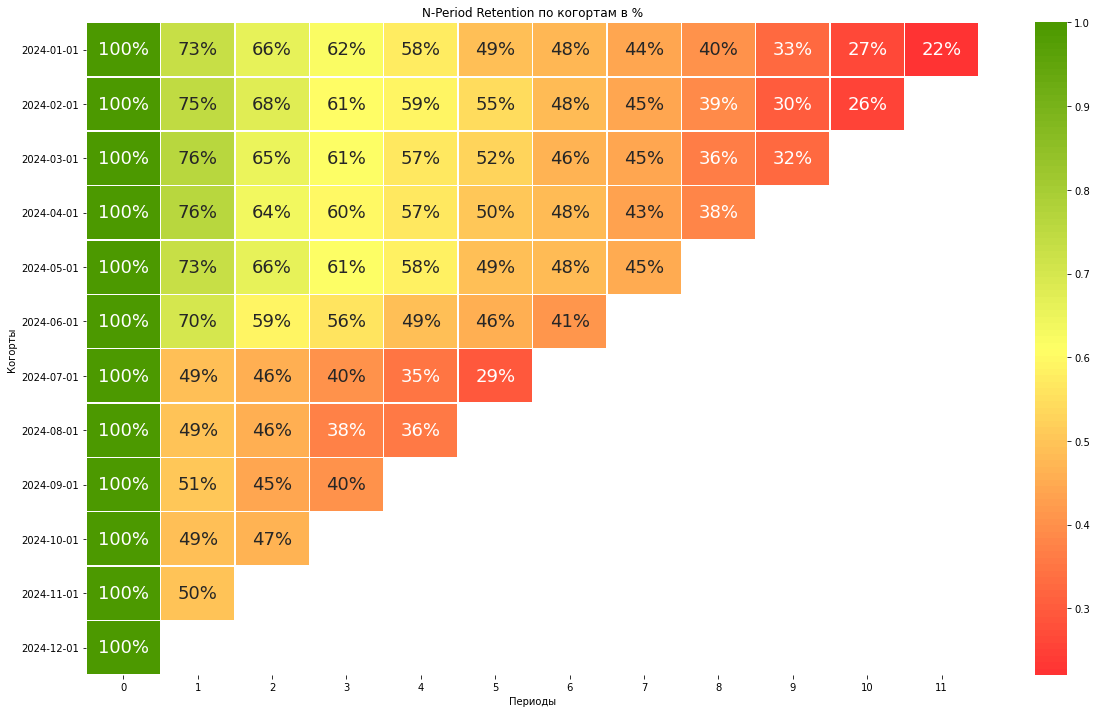 N-Period Retention по когортам в %
Когорты
2024-01-01 100% 73% 66% 62% 58% 49% 48% 44% 40% 33% 27% 22%
2024-02-01 100% 75% 68% 61% 59% 55% 48% 45% 39% 30% 26%
2024-03-01 100% 76% 65% 61% 57% 52% 46% 45% 36% 32%
2024-04-01 100% 76% 64% 60% 57% 50% 48% 43% 38%
2024-05-01 100% 73% 66% 61% 58% 49% 48% 45%
2024-06-01 100% 70% 59% 56% 49% 46% 41%
2024-07-01 100% 49% 46% 40% 35% 29%
2024-08-01 100% 49% 46% 38% 36%
2024-09-01 100% 51% 45% 40%
2024-10-01 100% 49% 47%
2024-11-01 100% 50%
2024-12-01 100%
0 1 2 3 4 5 6 7 8 9 10 11
Периоды
1.0
0.9
0.8
0.7
0.6
0.5
0.4
0.3